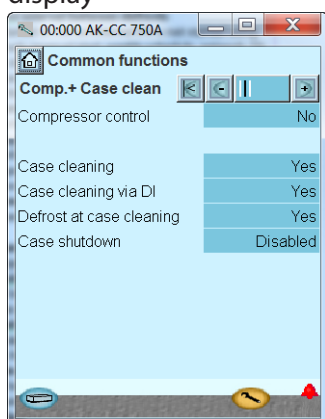 display
00:000 AK-CC 750A
Common functions
Comp.+ Case clean
Compressor control No
Case cleaning Yes
Case cleaning via DI Yes
Defrost at case cleaning Yes
Case shutdown Disabled